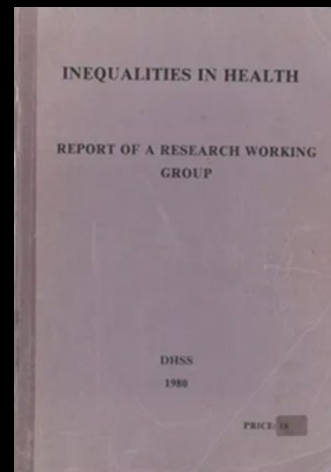 INEQUALITIES IN HEALTH
REPORT OF A RESEARCH WORKING
GROUP
DHSS
1980
PRICE: